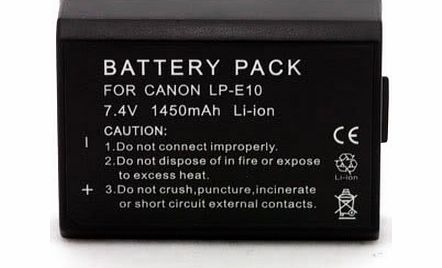 BATTERY PACK
FOR CANON LP-E10
7.4V 1450mAh Li-ion
CAUTION:
1.Do not connect improperly.
2.Do not dispose of in fire or expose
to excess heat.
3.Do not crush,puncture,incinerate
or short circuit external contacts.
–
+
CE
Li-ion